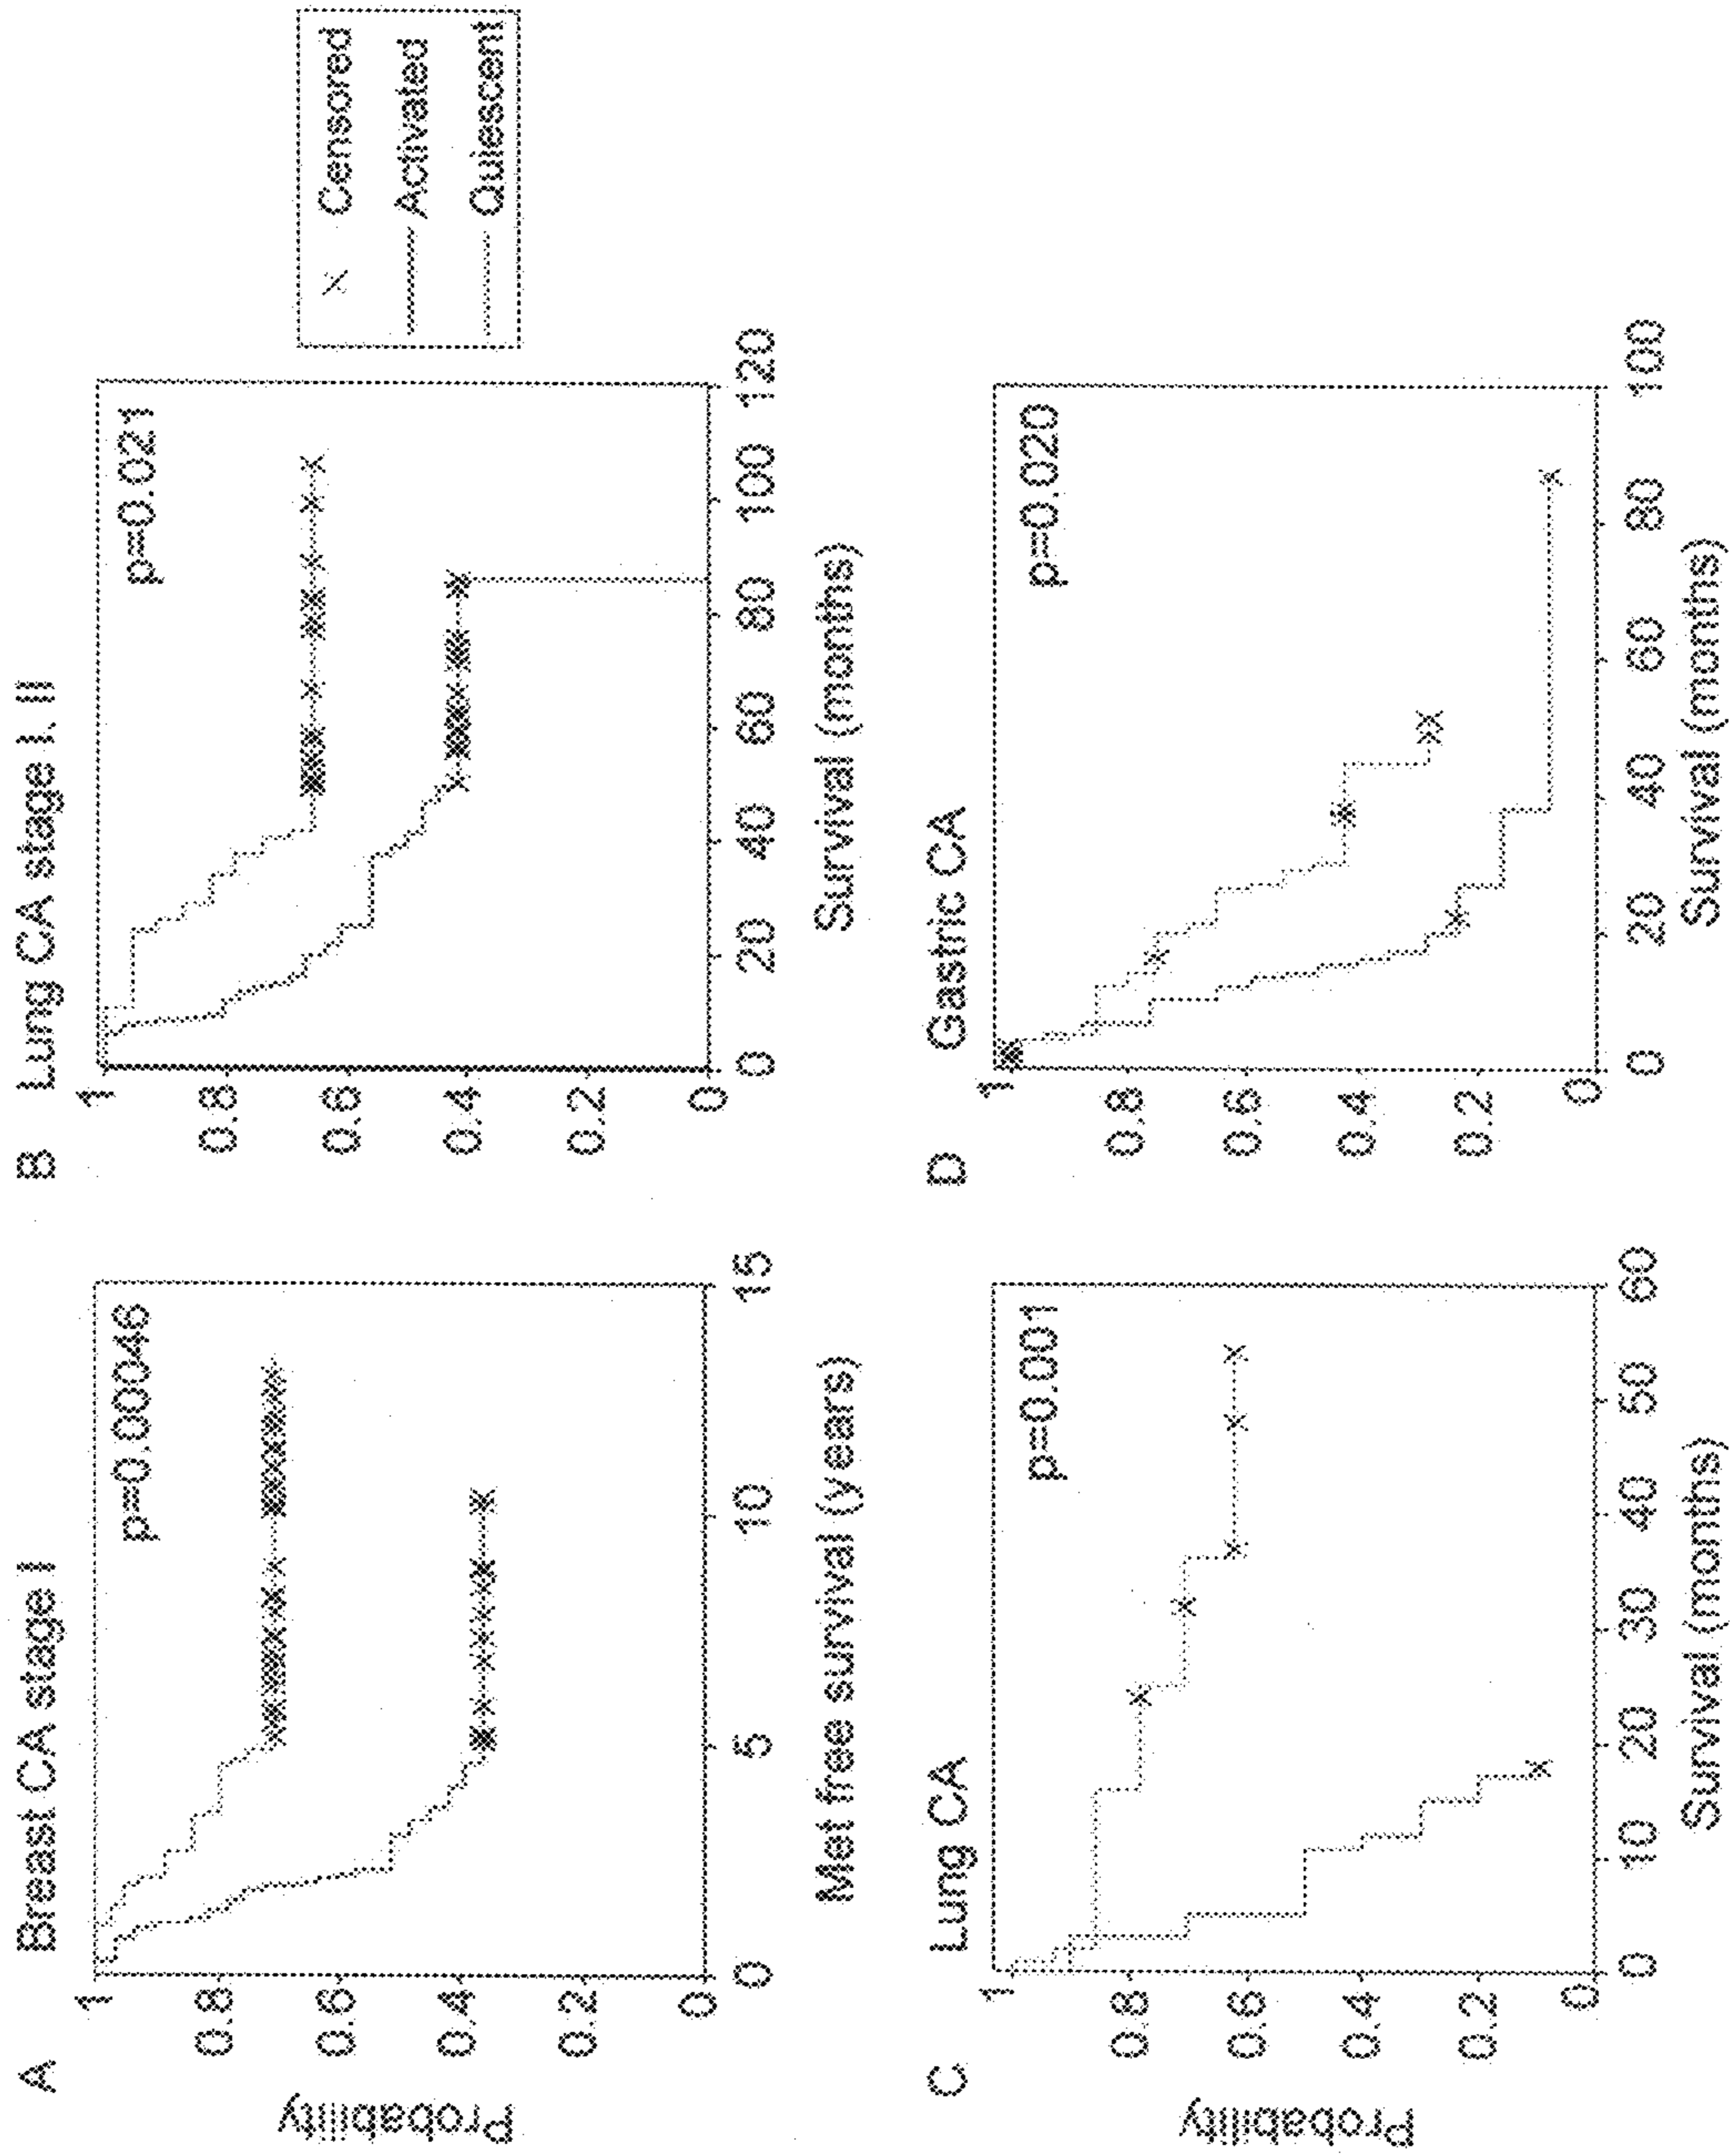 A Breast CA stage I
p=0.00046
Probability
1
0.8
0.6
0.4
0.2
0
0 5 10 15
Met free survival (years)
B Lung CA stage I, II
p=0.021
1
0.8
0.6
0.4
0.2
0
0 20 40 60 80 100 120
Survival (months)
x Censored
Activated
Quiescent
C Lung CA
p=0.001
Probability
1
0.8
0.6
0.4
0.2
0
0 10 20 30 40 50 60
Survival (months)
D Gastric CA
p=0.020
1
0.8
0.6
0.4
0.2
0
0 20 40 60 80 100
Survival (months)